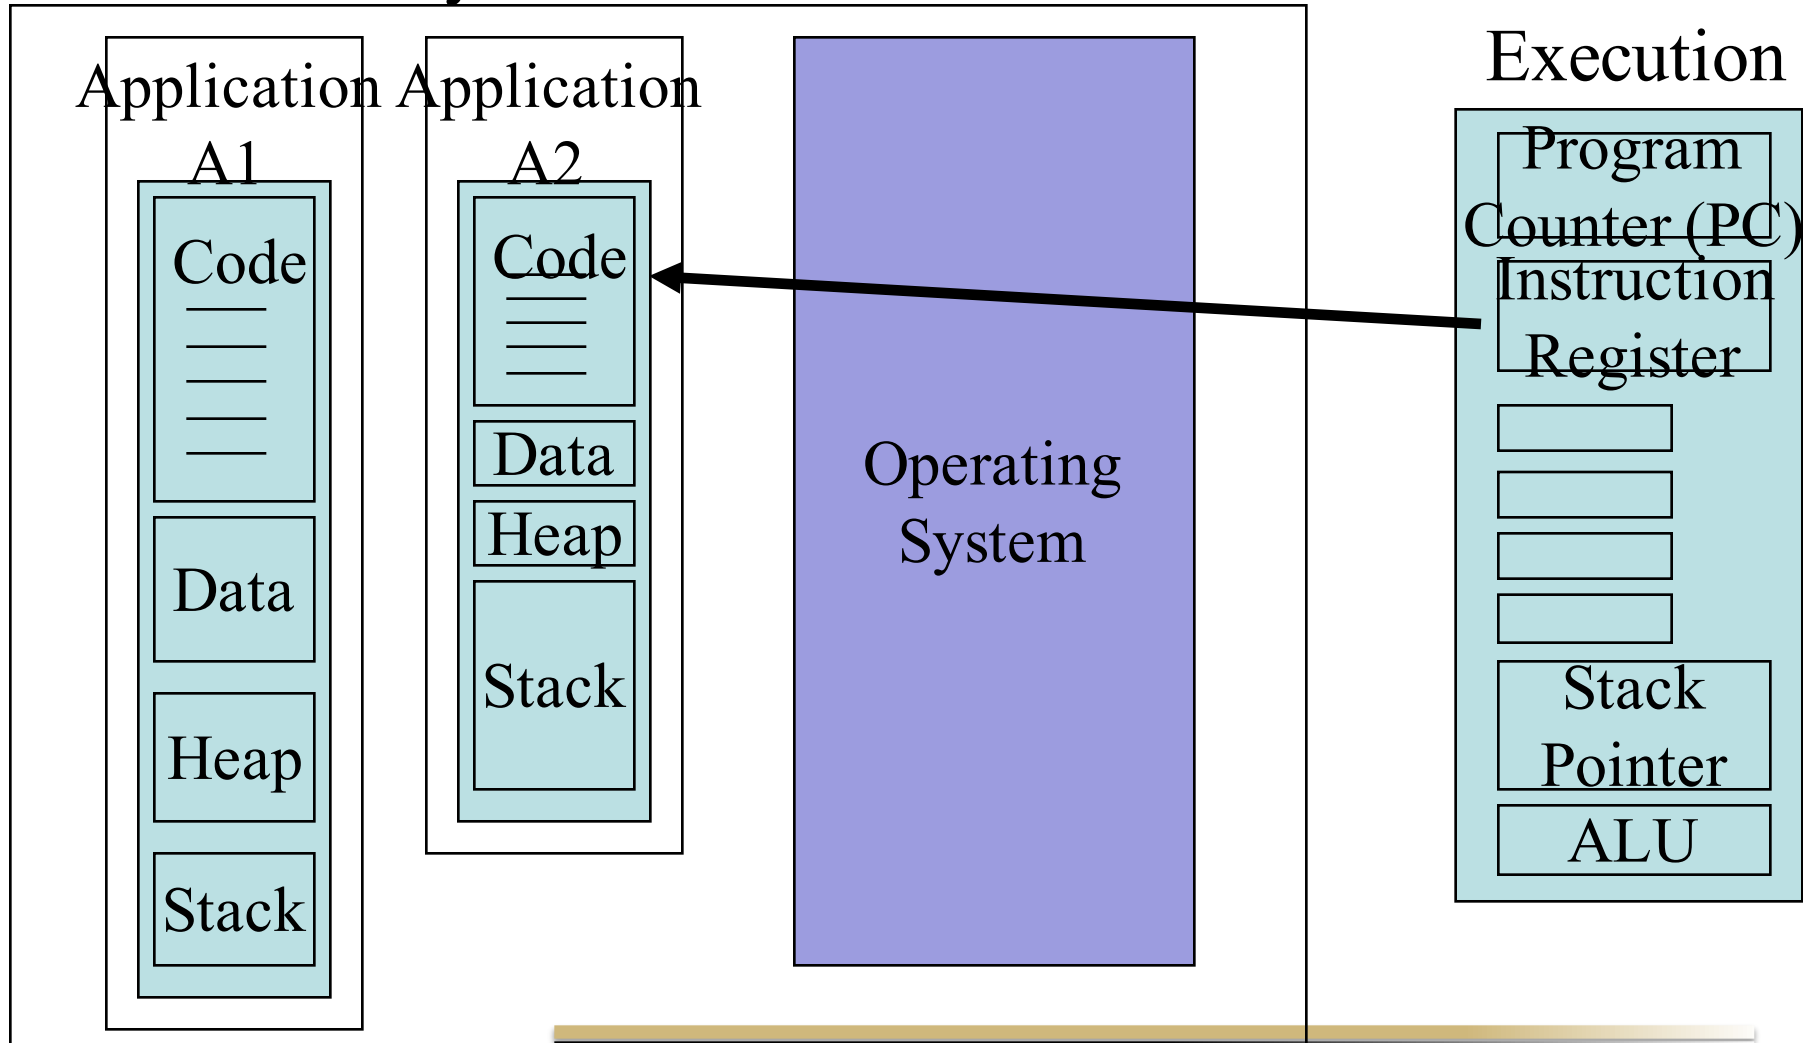 Application
A1
Code
Data
Heap
Stack
Application
A2
Code
Data
Heap
Stack
Operating
System
Execution
Program
Counter (PC)
Instruction
Register
Stack
Pointer
ALU